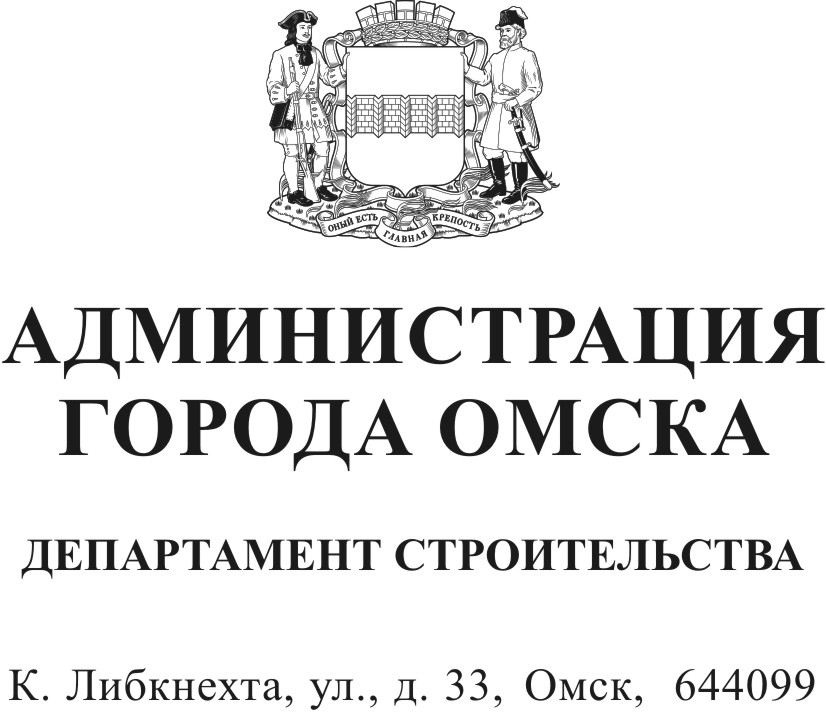 ОНЫЙ ЕСТЬ ГЛАВНАЯ КРЕПОСТЬ
АДМИНИСТРАЦИЯ
ГОРОДА ОМСКА
ДЕПАРТАМЕНТ СТРОИТЕЛЬСТВА
К. Либкнехта, ул., д. 33, Омск, 644099